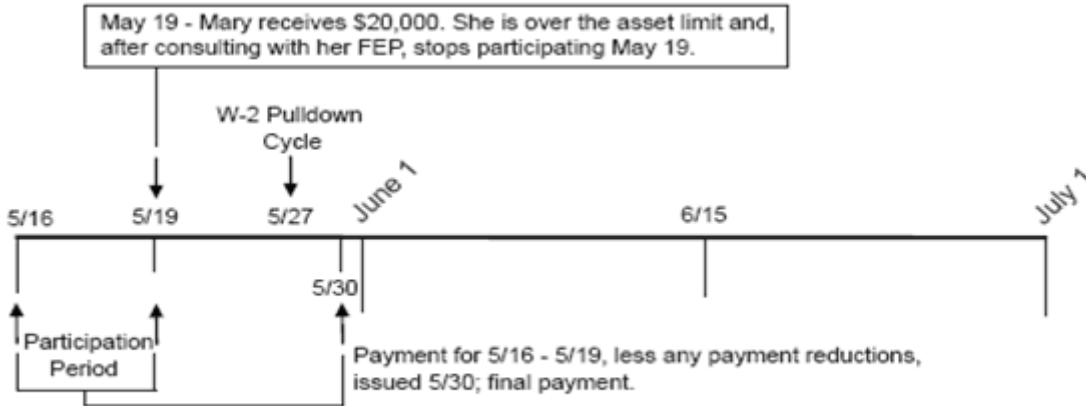 May 19 - Mary receives $20,000. She is over the asset limit and,
after consulting with her FEP, stops participating May 19.
W-2 Pulldown
Cycle
5/16
5/19
5/27
June 1
6/15
July 1
5/30
Participation
Period
Payment for 5/16 - 5/19, less any payment reductions,
issued 5/30; final payment.